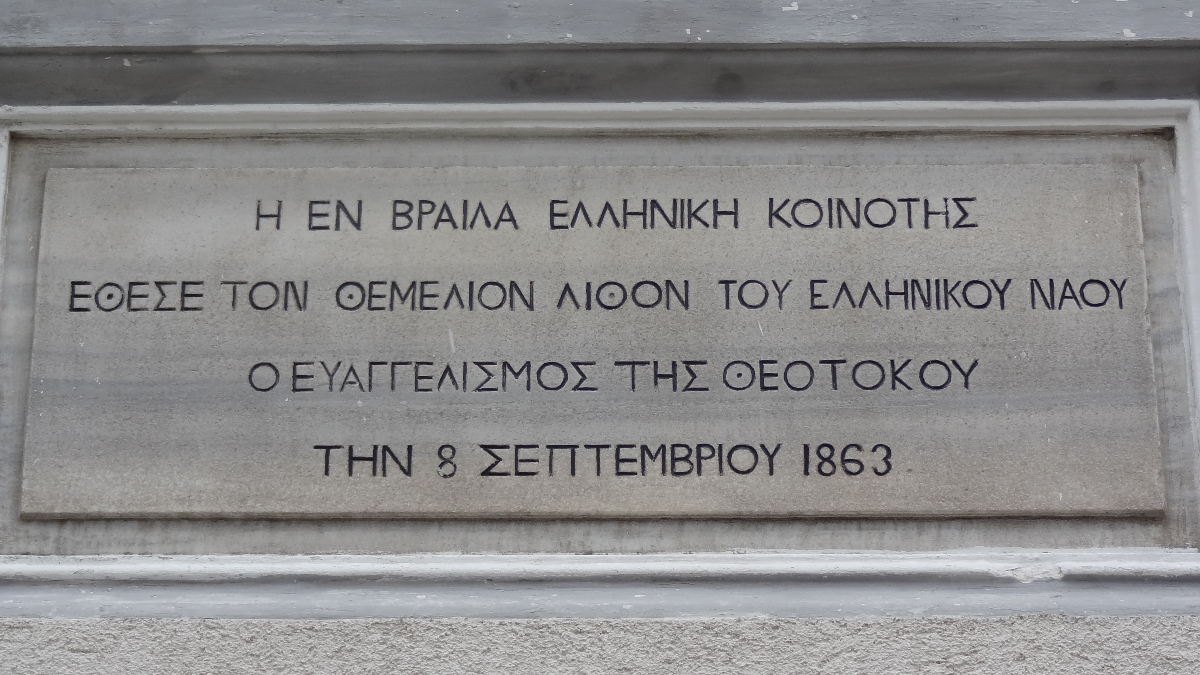 Η ΕΝ ΒΡΑΙΛΑ ΕΛΛΗΝΙΚΗ ΚΟΙΝΟΤΗΣ
ΕΘΕΣΕ ΤΟΝ ΘΕΜΕΛΙΟΝ ΛΙΘΟΝ ΤΟΥ ΕΛΛΗΝΙΚΟΥ ΝΑΟΥ
Ο ΕΥΑΓΓΕΛΙΣΜΟΣ ΤΗΣ ΘΕΟΤΟΚΟΥ
ΤΗΝ 8 ΣΕΠΤΕΜΒΡΙΟΥ 1863